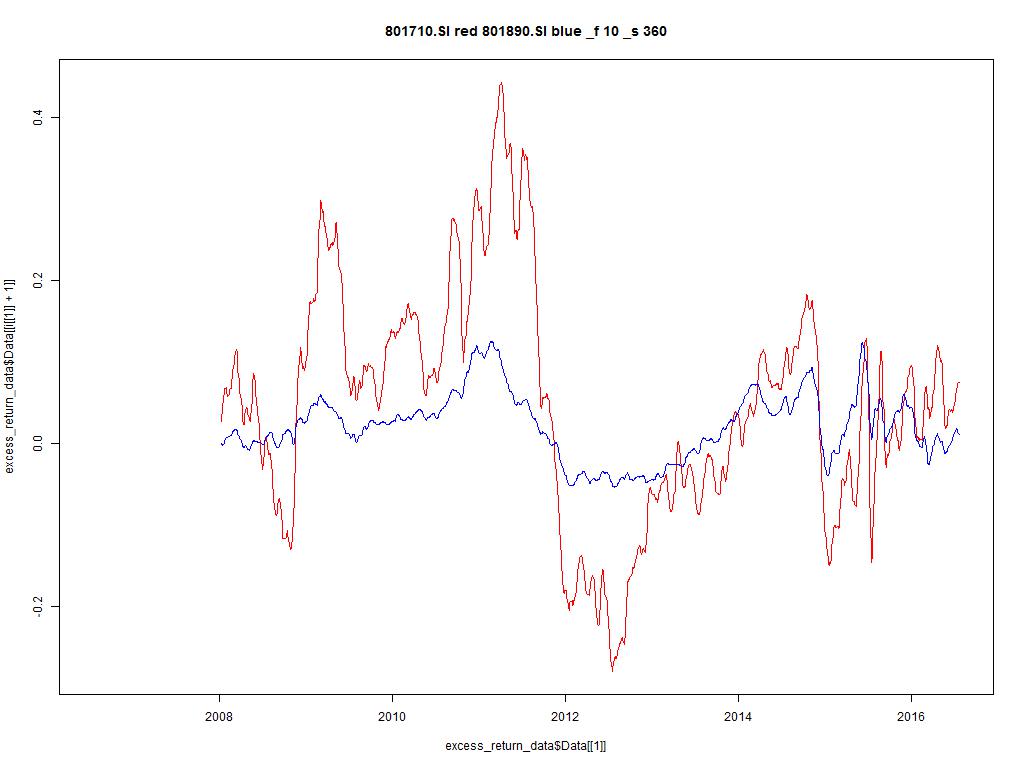 801710.SI red 801890.SI blue _f 10 _s 360
0.4
0.2
0.0
-0.2
excess_return_data$Data[[i[[1]] + 1]]
2008 2010 2012 2014 2016
excess_return_data$Data[[1]]